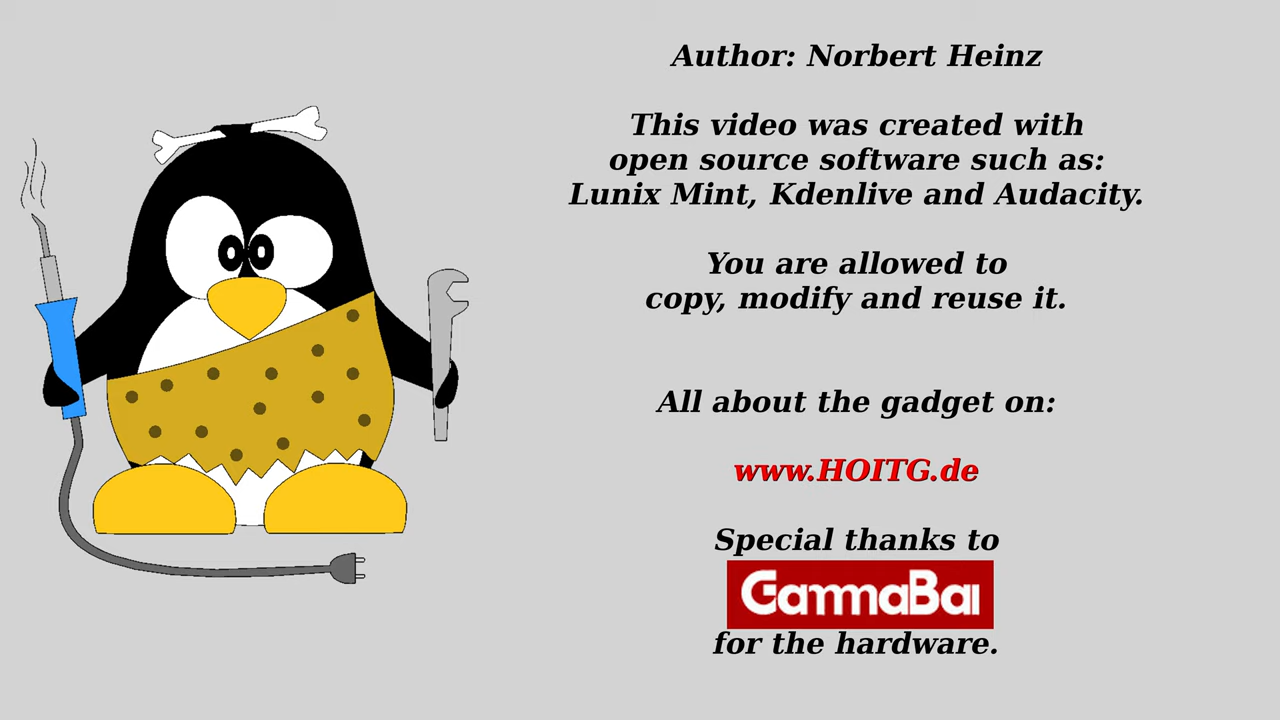 Author: Norbert Heinz
This video was created with
open source software such as:
Lunix Mint, Kdenlive and Audacity.
You are allowed to
copy, modify and reuse it.
All about the gadget on:
www.HOITG.de
Special thanks to
GammaBai
for the hardware.